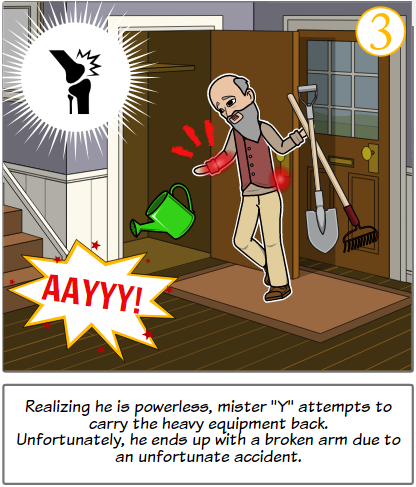 3
AAYYY!
Realizing he is powerless, mister "Y" attempts to
carry the heavy equipment back.
Unfortunately, he ends up with a broken arm due to
an unfortunate accident.